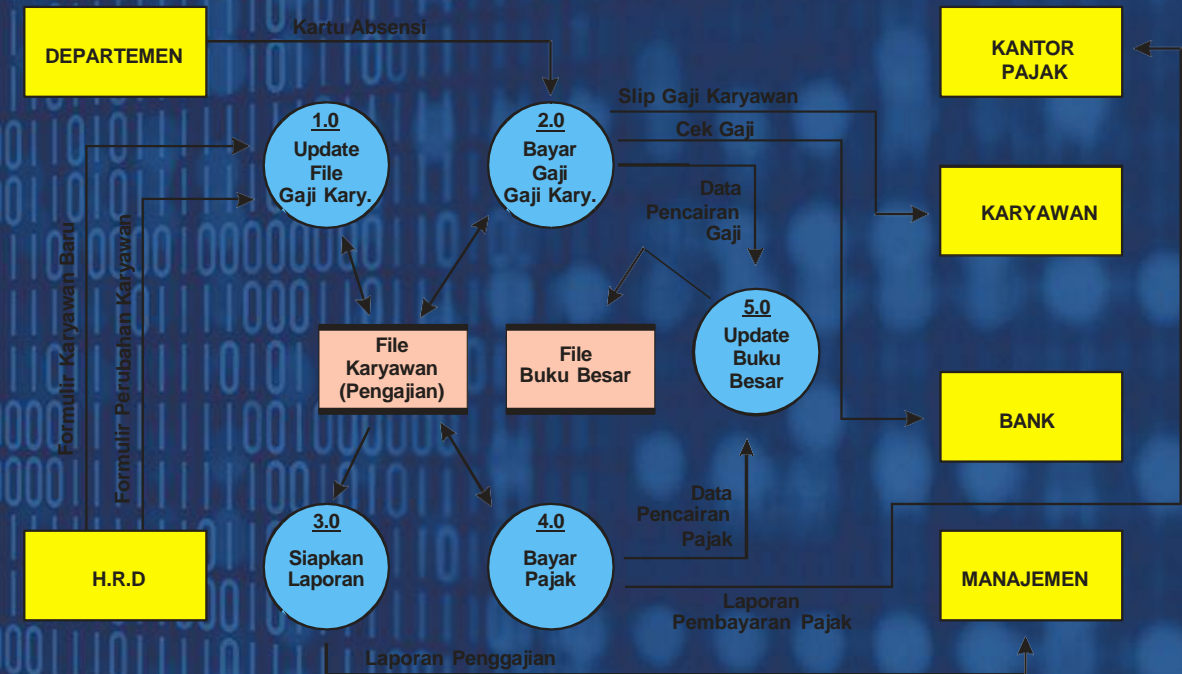 Kartu Absensi
DEPARTEMEN
KANTOR
PAJAK
1.0
Update
File
Gaji Kary.
2.0
Bayar
Gaji
Gaji Kary.
Slip Gaji Karyawan
Cek Gaji
Data
Pencairan
Gaji
KARYAWAN
Formulir Karyawan Baru
Formulir Perubahan Karyawan
File
Karyawan
(Pengajian)
File
Buku Besar
5.0
Update
Buku
Besar
BANK
Data
Pencairan
Pajak
H.R.D
3.0
Siapkan
Laporan
4.0
Bayar
Pajak
MANAJEMEN
Laporan
Pembayaran Pajak
Laporan Penggajian